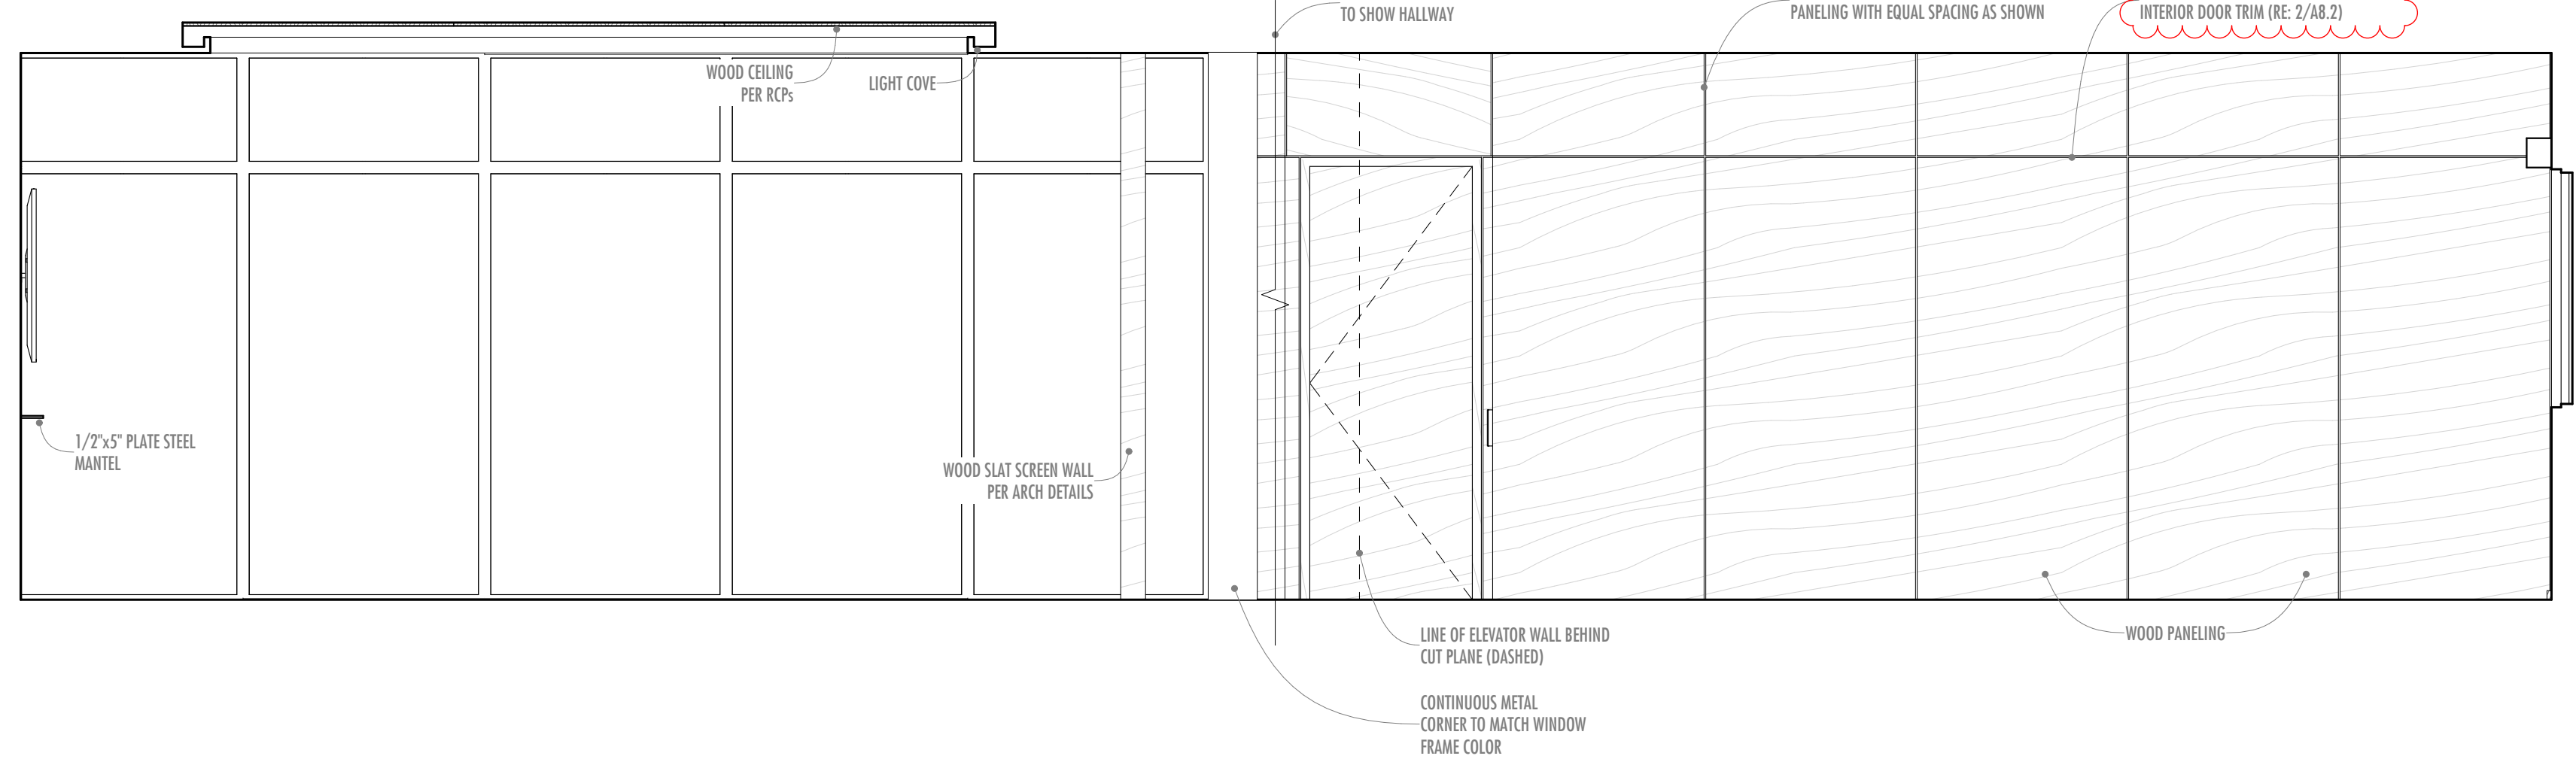 TO SHOW HALLWAY
PANELING WITH EQUAL SPACING AS SHOWN
INTERIOR DOOR TRIM (RE: 2/A8.2)
WOOD CEILING
PER RCPs
LIGHT COVE
1/2"x5" PLATE STEEL
MANTEL
WOOD SLAT SCREEN WALL
PER ARCH DETAILS
LINE OF ELEVATOR WALL BEHIND
CUT PLANE (DASHED)
WOOD PANELING
CONTINUOUS METAL
CORNER TO MATCH WINDOW
FRAME COLOR